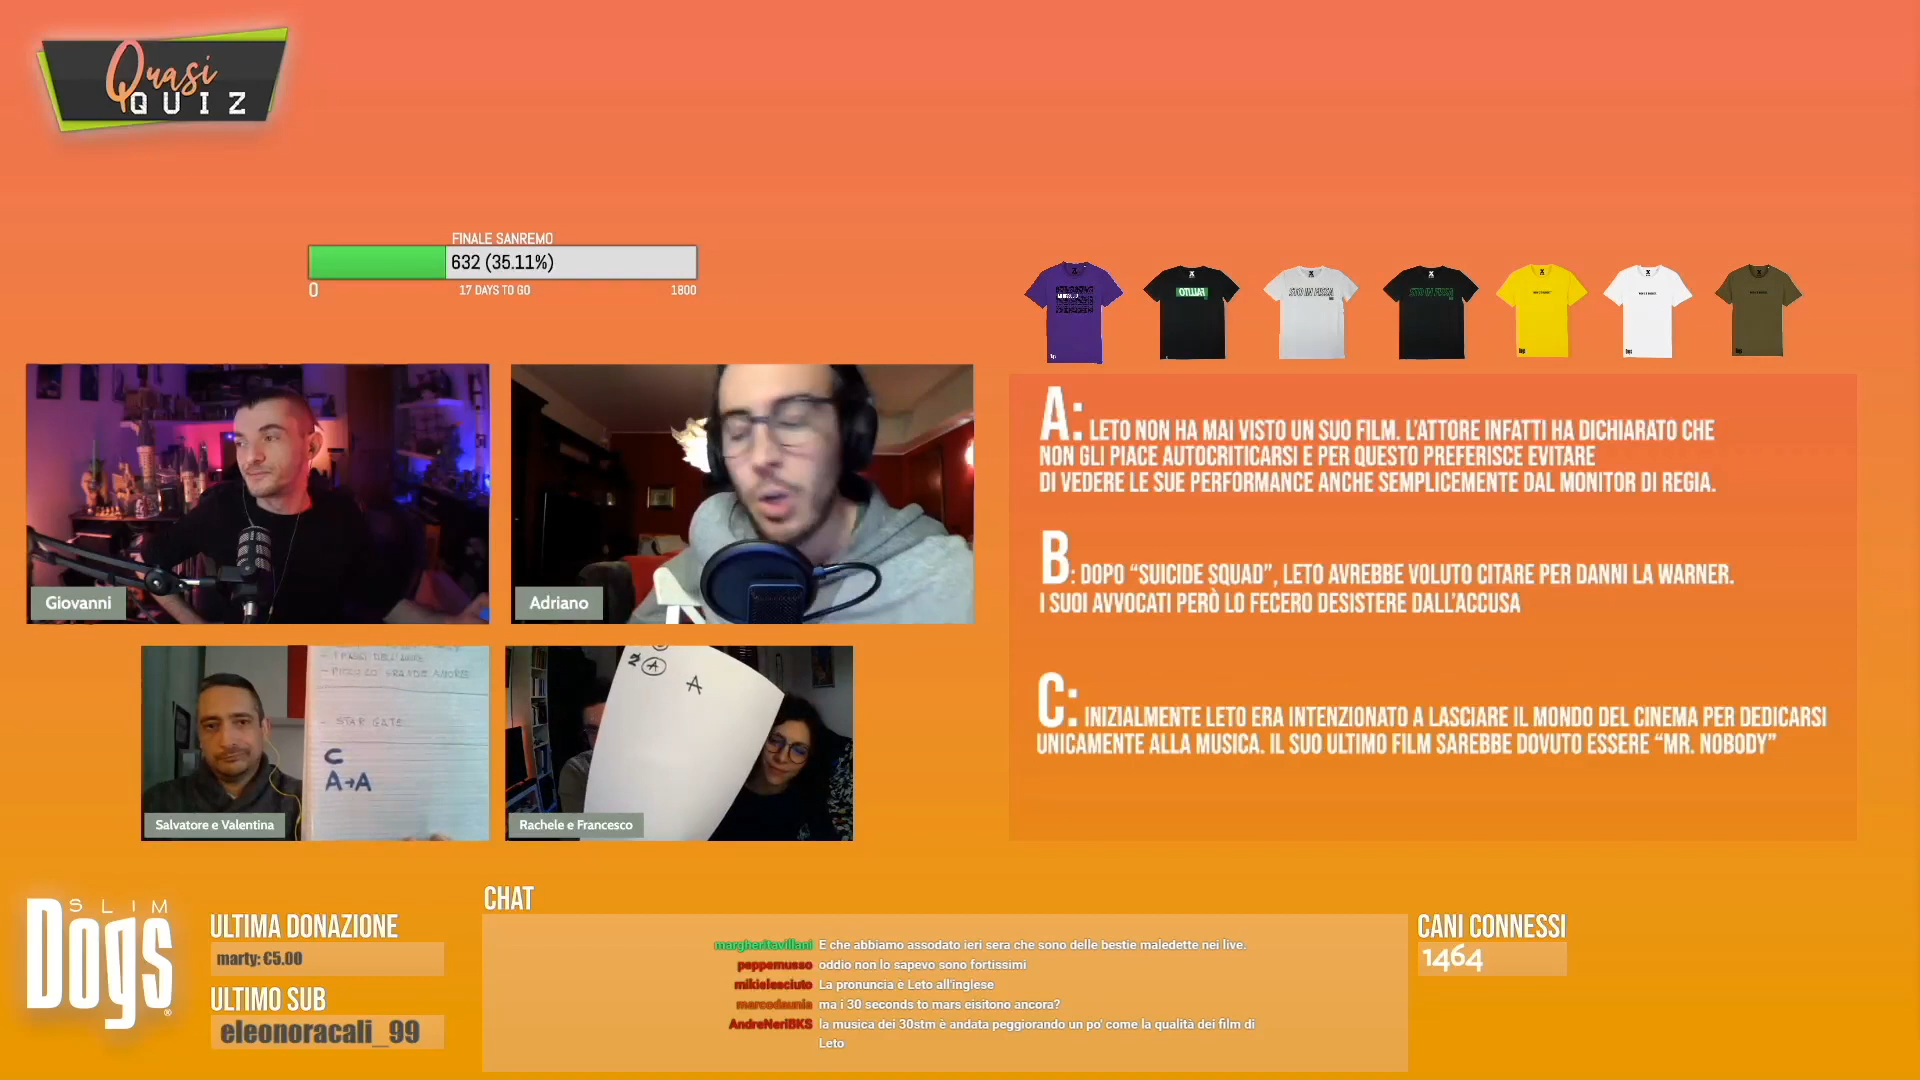 Quasi
QUIZ
FINALE SANREMO
632 (35.11%)
0
17 DAYS TO GO
1800
A: LETO NON HA MAI VISTO UN SUO FILM. L'ATTORE INFATTI HA DICHIARATO CHE
NON GLI PIACE AUTOCRITICARSI E PER QUESTO PREFERISCE EVITARE
DI VEDERE LE SUE PERFORMANCE ANCHE SEMPLICEMENTE DAL MONITOR DI REGIA.
B: DOPO “SUICIDE SQUAD”, LETO AVREBBE VOLUTO CITARE PER DANNI LA WARNER.
I SUOI AVVOCATI PERÒ LO FECERO DESISTERE DALL'ACCUSA
C: INIZIALMENTE LETO ERA INTENZIONATO A LASCIARE IL MONDO DEL CINEMA PER DEDICARSI
UNICAMENTE ALLA MUSICA. IL SUO ULTIMO FILM SAREBBE DOVUTO ESSERE “MR. NOBODY”
Giovanni
Adriano
- PICCOLO GRANDE AMORE
- STAR GATE
C
A→A
Salvatore e Valentina
2 A
A
Rachele e Francesco
SLIM
Dogs®
ULTIMA DONAZIONE
marty: €5.00
ULTIMO SUB
eleonoracali_99
CHAT
margheritavillani E che abbiamo assodato ieri sera che sono delle bestie maledette nei live.
peppemusso oddio non lo sapevo sono fortissimi
mikielasciuto La pronuncia è Leto all'inglese
marcodaunia ma i 30 seconds to mars eisitono ancora?
AndreNeriBKS la musica dei 30stm è andata peggiorando un po' come la qualità dei film di
Leto
CANI CONNESSI
1464